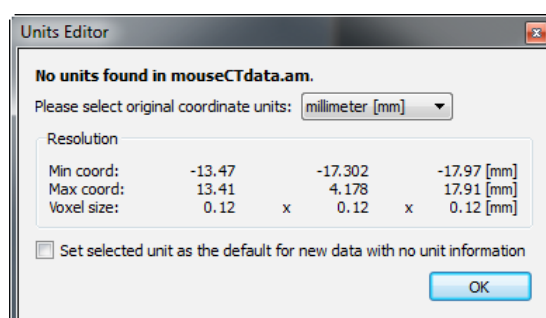 Units Editor
No units found in mouseCTdata.am.
Please select original coordinate units: millimeter [mm]
Resolution
Min coord: -13.47 -17.302 -17.97 [mm]
Max coord: 13.41 4.178 17.91 [mm]
Voxel size: 0.12 x 0.12 x 0.12 [mm]
Set selected unit as the default for new data with no unit information
OK